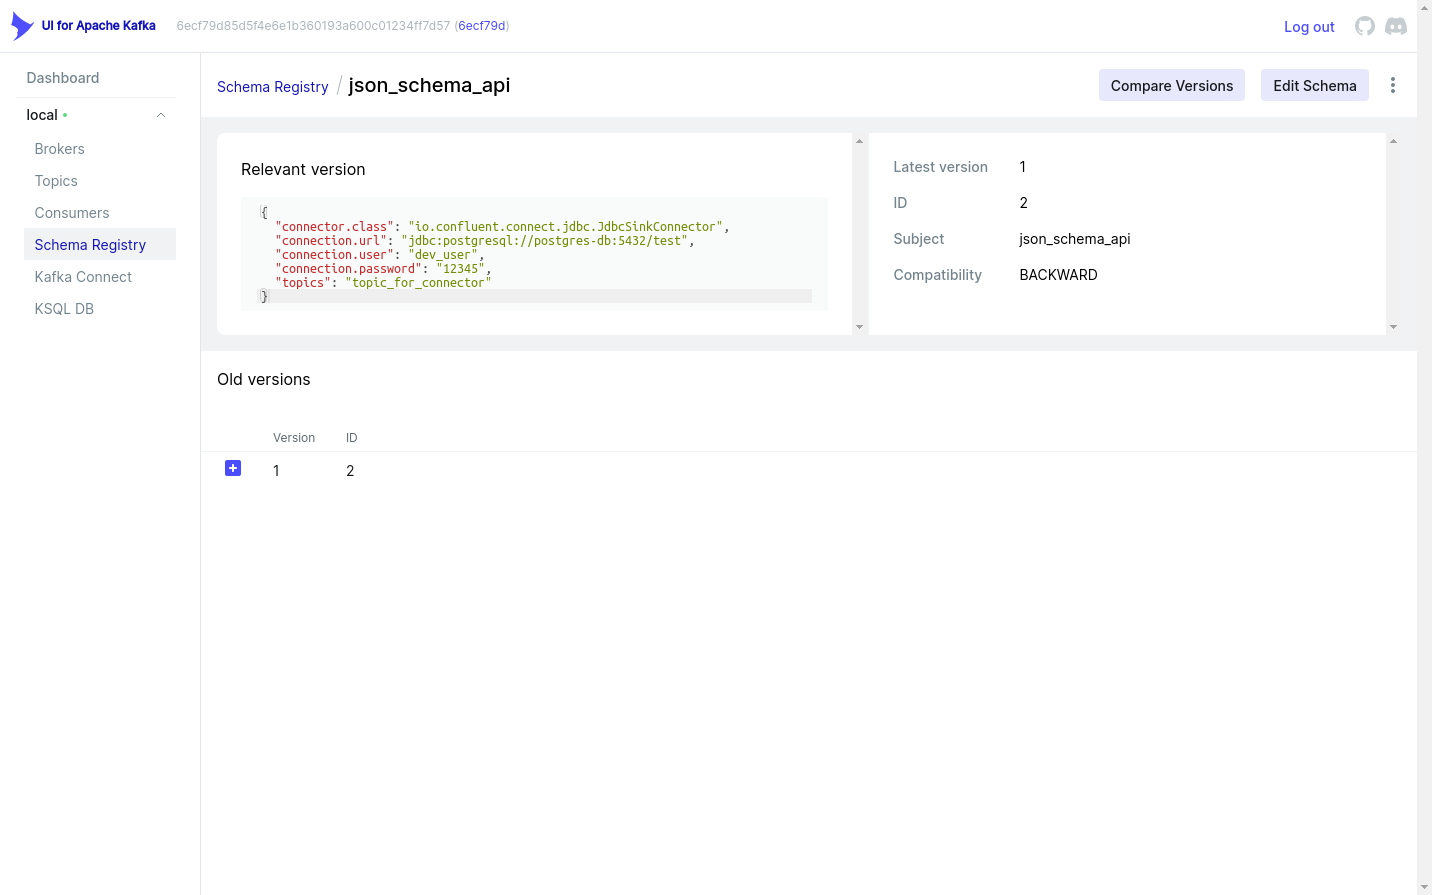 UI for Apache Kafka
6ecf79d85d5f4e6e1b360193a600c01234ff7d57 (6ecf79d)
Log out
Dashboard
local
Brokers
Topics
Consumers
Schema Registry
Kafka Connect
KSQL DB
Schema Registry / json_schema_api
Compare Versions
Edit Schema
Relevant version
{
"connector.class": "io.confluent.connect.jdbc.JdbcSinkConnector",
"connection.url": "jdbc:postgresql://postgres-db:5432/test",
"connection.user": "dev_user",
"connection.password": "12345",
"topics": "topic_for_connector"
}
Latest version 1
ID 2
Subject json_schema_api
Compatibility BACKWARD
Old versions
Version ID
1 2